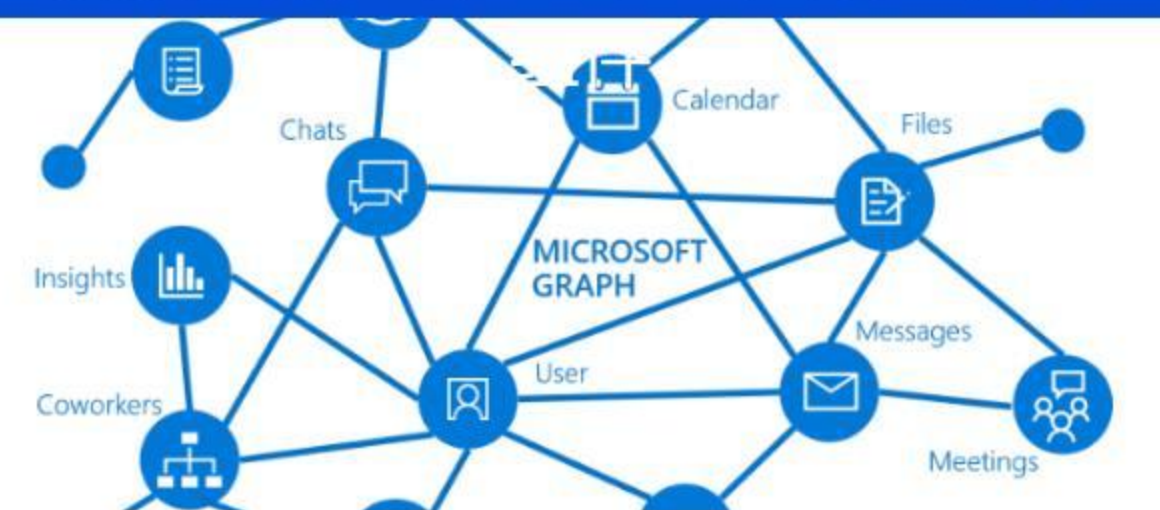 Calendar
Files
Chats
MICROSOFT
GRAPH
Insights
Messages
User
Coworkers
Meetings